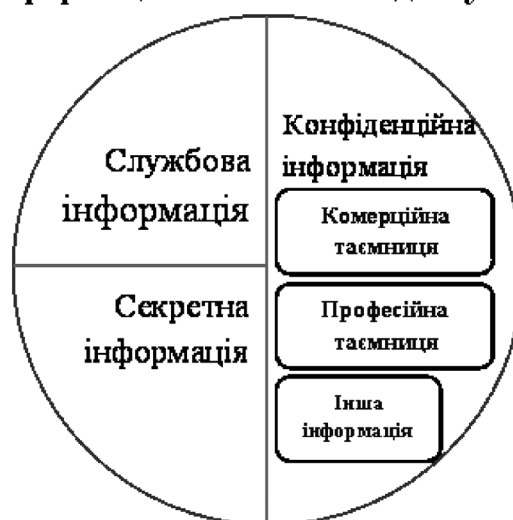 Службова
інформація
Секретна
інформація
Конфіденційна
інформація
Комерційна
таємниця
Професійна
таємниця
Інша
інформація